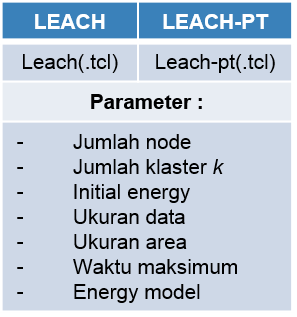 LEACH LEACH-PT
Leach(.tcl) Leach-pt(.tcl)
Parameter :
- Jumlah node
- Jumlah klaster k
- Initial energy
- Ukuran data
- Ukuran area
- Waktu maksimum
- Energy model